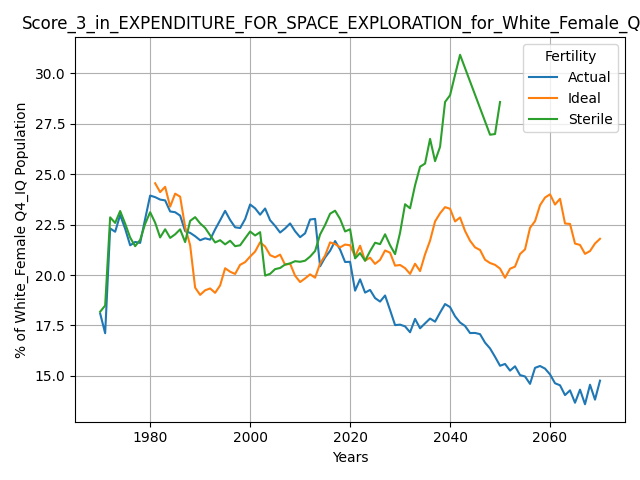 Score_3_in_EXPENDITURE_FOR_SPACE_EXPLORATION_for_White_Female_Q
Fertility
Actual
Ideal
Sterile
% of White_Female Q4_IQ Population
30.0
27.5
25.0
22.5
20.0
17.5
15.0
1980
2000
2020
2040
2060
Years